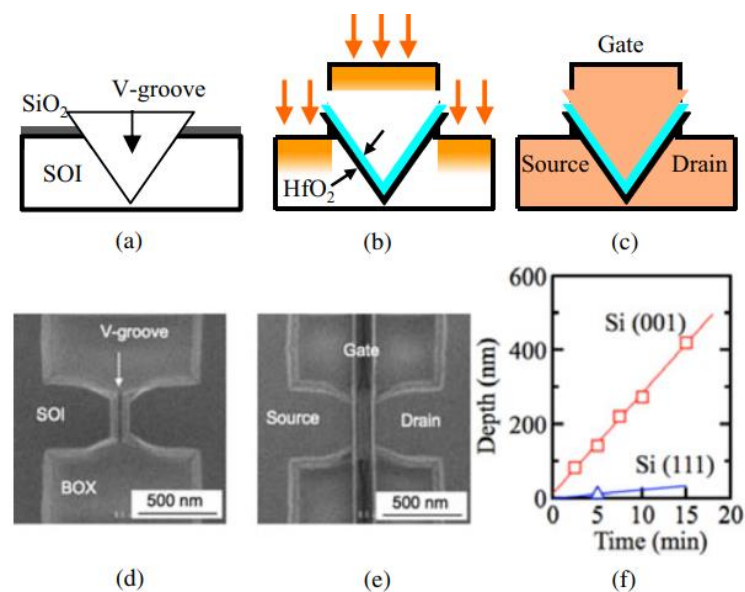 SiO2
V-groove
SOI
(a)
HfO2
(b)
Gate
Source
Drain
(c)
V-groove
SOI
BOX
500 nm
(d)
Gate
Source
Drain
500 nm
(e)
600
400
200
0
Depth (nm)
Si (001)
Si (111)
0 5 10 15 20
Time (min)
(f)